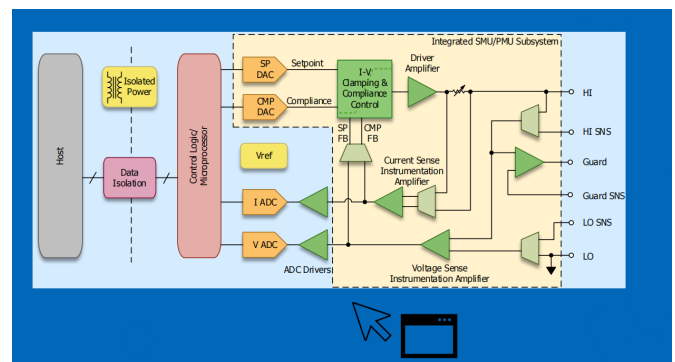 Integrated SMU/PMU Subsystem
SP
DAC
Setpoint
I-V
Clamping &
Compliance
Control
Driver
Amplifier
Isolated
Power
CMP
DAC
Compliance
HI
SP
FB
CMP
FB
HI SNS
Host
Control Logic/
Microprocessor
Vref
Data
Isolation
Current Sense
Instrumentation
Amplifier
Guard
Guard SNS
I ADC
LO SNS
V ADC
LO
ADC Drivers
Voltage Sense
Instrumentation Amplifier